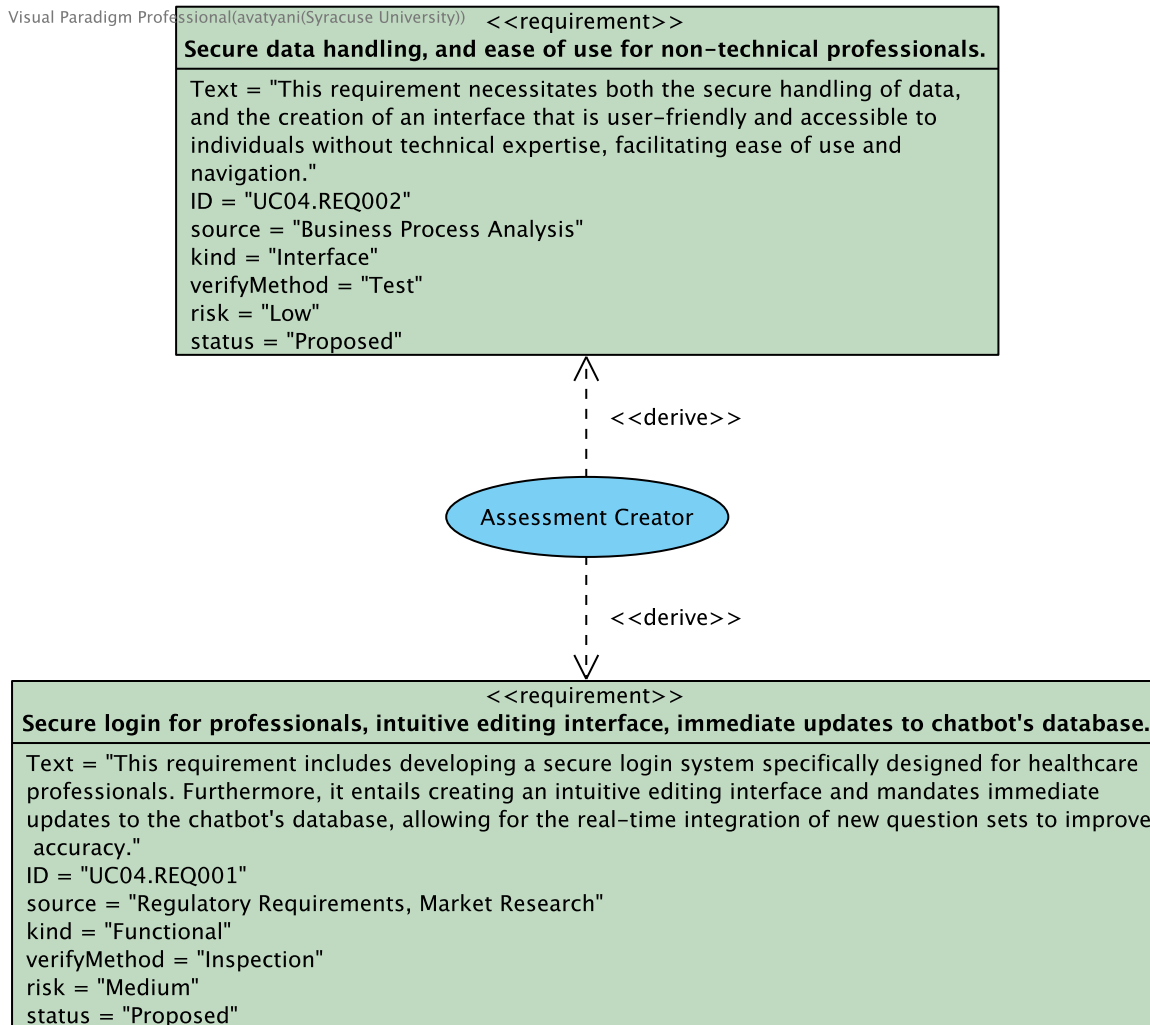 Visual Paradigm Professional(avatyani(Syracuse University))
<<requirement>>
Secure data handling, and ease of use for non-technical professionals.
Text = "This requirement necessitates both the secure handling of data,
and the creation of an interface that is user-friendly and accessible to
individuals without technical expertise, facilitating ease of use and
navigation."
ID = "UC04.REQ002"
source = "Business Process Analysis"
kind = "Interface"
verifyMethod = "Test"
risk = "Low"
status = "Proposed"
<<derive>>
Assessment Creator
<<derive>>
<<requirement>>
Secure login for professionals, intuitive editing interface, immediate updates to chatbot's database.
Text = "This requirement includes developing a secure login system specifically designed for healthcare
professionals. Furthermore, it entails creating an intuitive editing interface and mandates immediate
updates to the chatbot's database, allowing for the real-time integration of new question sets to improve
accuracy."
ID = "UC04.REQ001"
source = "Regulatory Requirements, Market Research"
kind = "Functional"
verifyMethod = "Inspection"
risk = "Medium"
status = "Proposed"